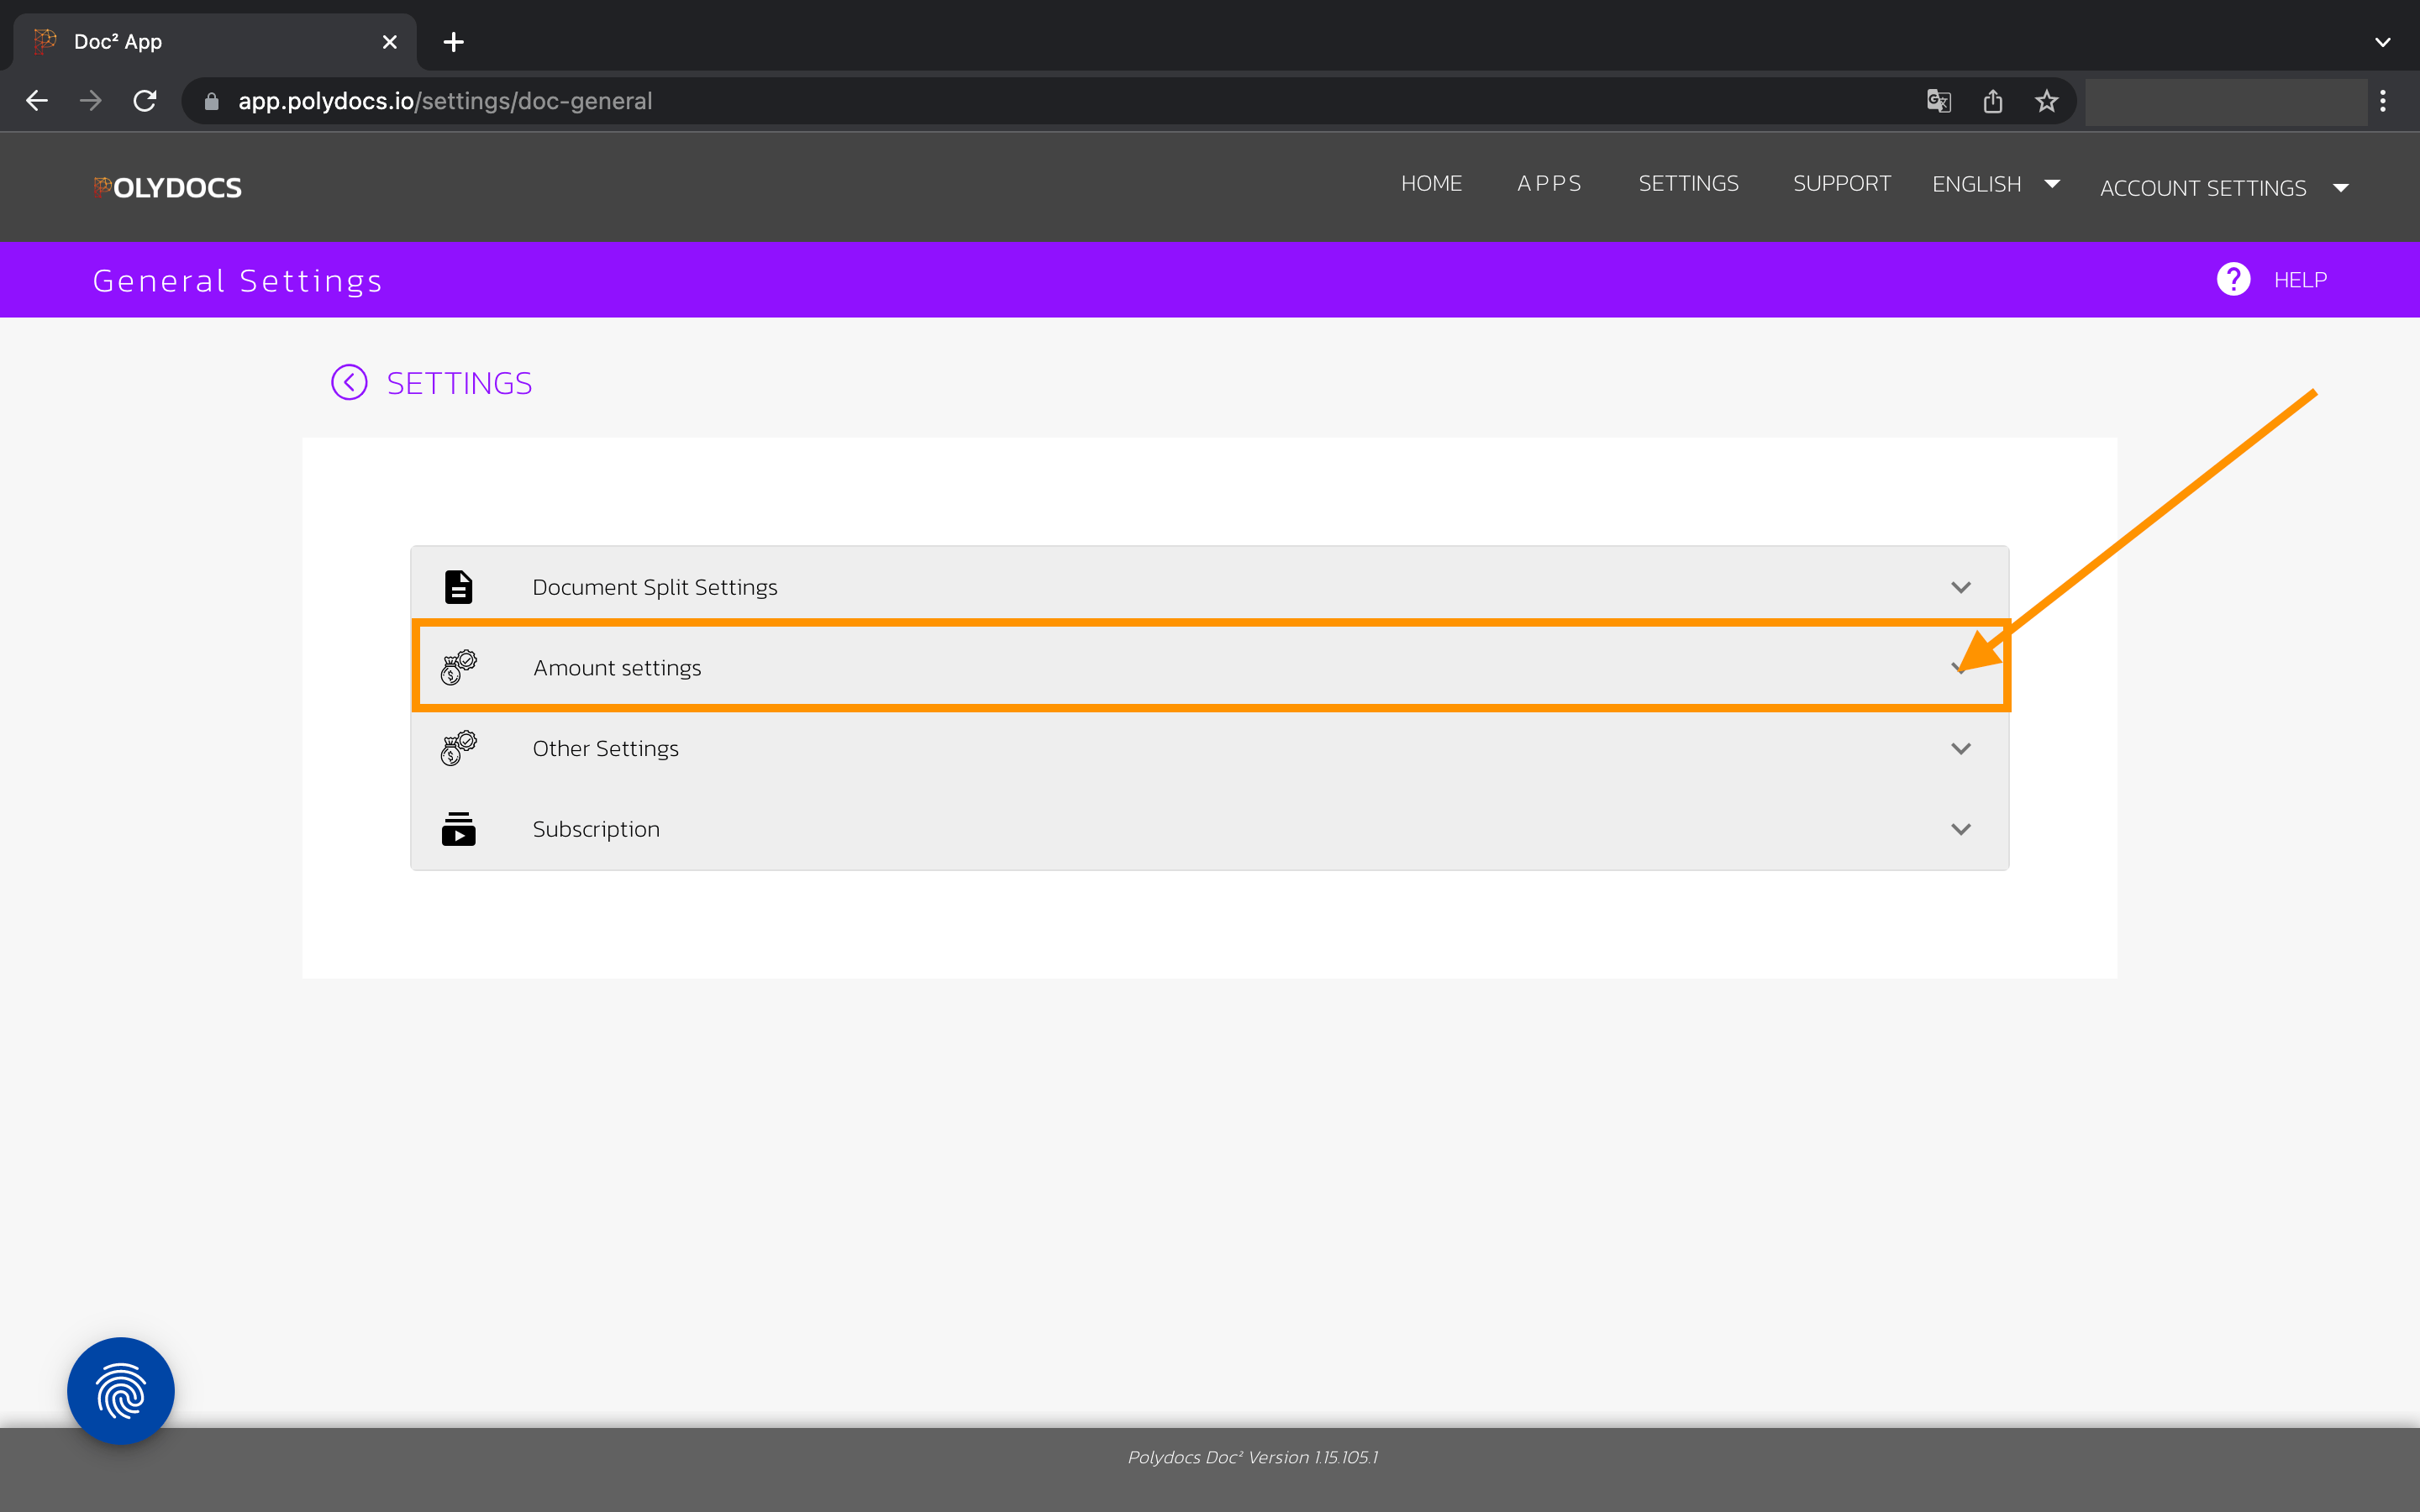 Doc² App
app.polydocs.io/settings/doc-general
POLYDOCS
HOME
APPS
SETTINGS
SUPPORT
ENGLISH
ACCOUNT SETTINGS
General Settings
HELP
SETTINGS
Document Split Settings
Amount settings
Other Settings
Subscription
Polydocs Doc² Version 1.15.105.1